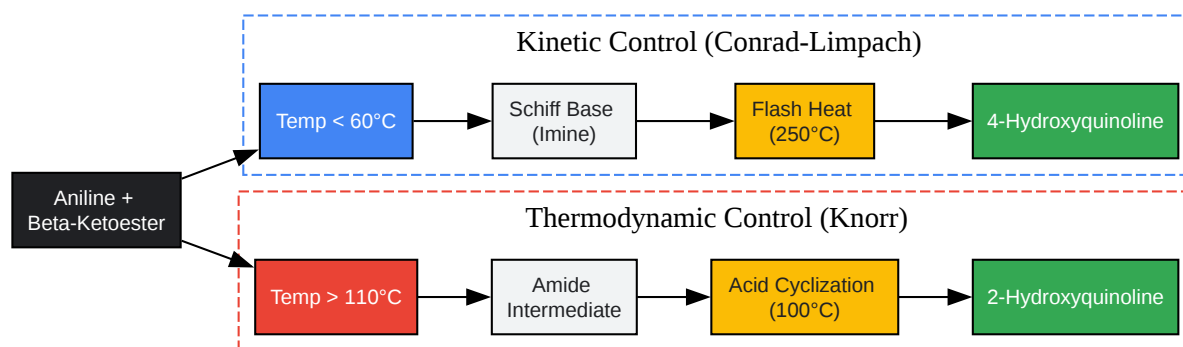 Kinetic Control (Conrad-Limpach)
Temp < 60°C
Schiff Base
(Imine)
Flash Heat
(250°C)
4-Hydroxyquinoline
Aniline +
Beta-Ketoester
Thermodynamic Control (Knorr)
Temp > 110°C
Amide
Intermediate
Acid Cyclization
(100°C)
2-Hydroxyquinoline